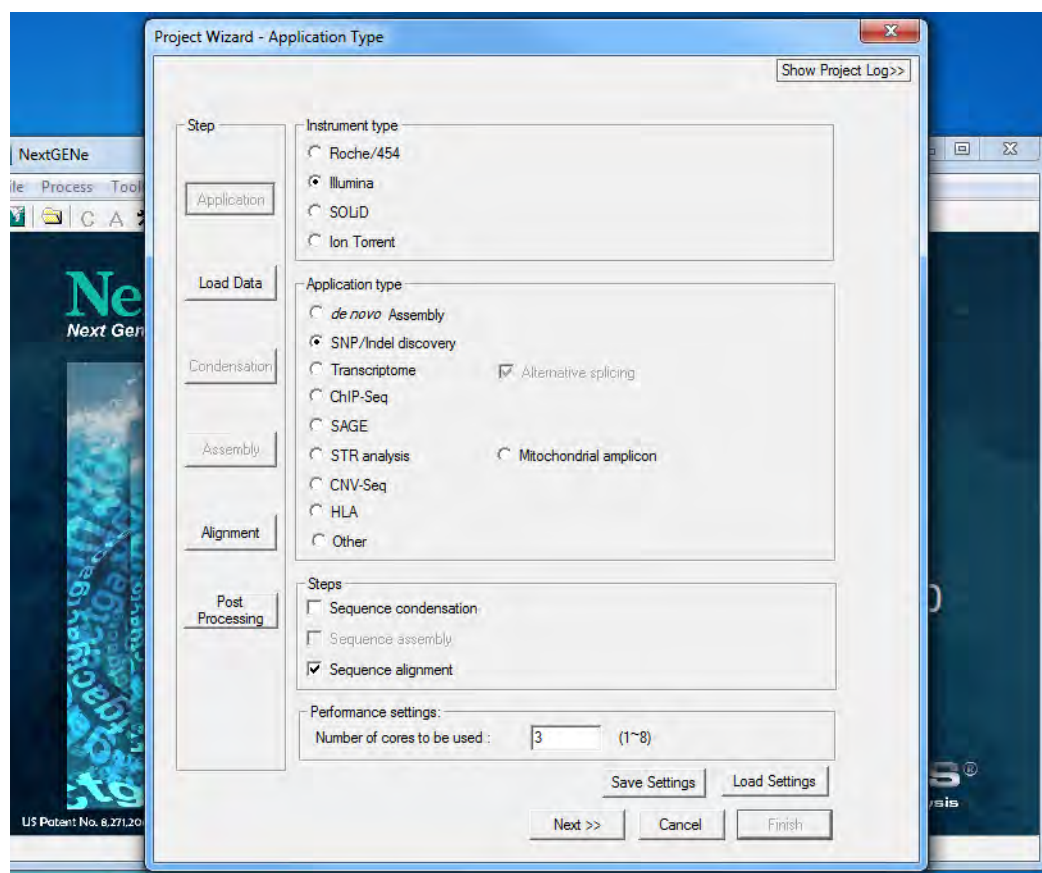 Project Wizard - Application Type
Show Project Log>>
NextGENe
Process Tool
C A
Ne
Next Gen
US Patent No. 8,271,20
Step
Application
Load Data
Condensation
Assembly
Alignment
Post
Processing
Instrument type
Roche/454
Illumina
SOLiD
Ion Torrent
Application type
de novo Assembly
SNP/Indel discovery
Transcriptome
Alternative splicing
ChIP-Seq
SAGE
STR analysis
Mitochondrial amplicon
CNV-Seq
HLA
Other
Steps
Sequence condensation
Sequence assembly
Sequence alignment
Performance settings:
Number of cores to be used : 3 (1~8)
Save Settings
Load Settings
Next >>
Cancel
Finish
S®
ysis